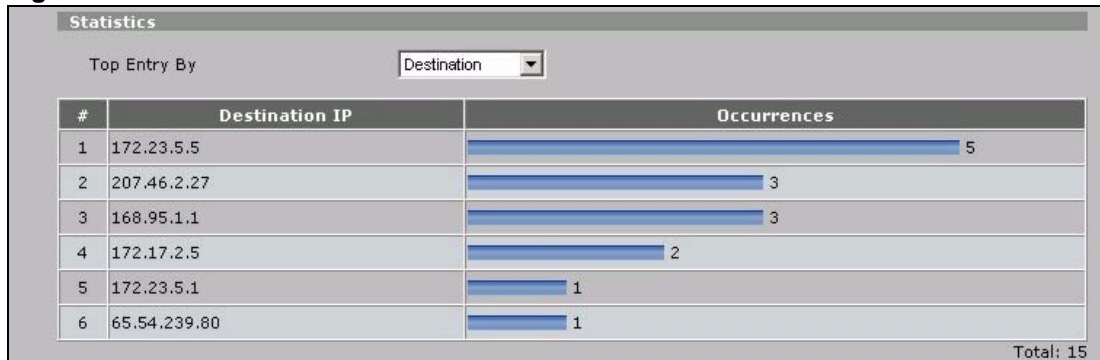 Statistics
Top Entry By Destination
# Destination IP Occurrences
1 172.23.5.5 5
2 207.46.2.27 3
3 168.95.1.1 3
4 172.17.2.5 2
5 172.23.5.1 1
6 65.54.239.80 1
Total: 15